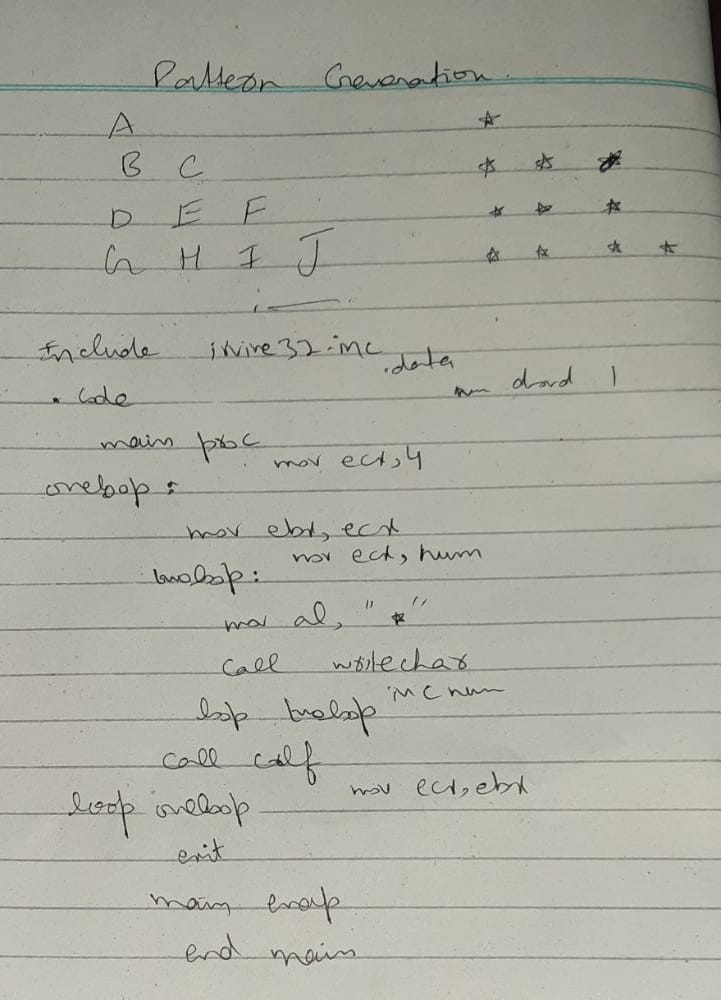 Pattern Generation.
A *
B C * *
D E F * * *
G H I J * * * *
Include irvine32.inc
.data
. Code num dword 1
main proc
mov ecx,4
oneloop:
mov ebx, ecx
mov ecx, num
twoloop:
mov al, "*"
call writechar
loop twoloop inc num
call crlf
mov ecx, ebx
loop oneloop
exit
main endp
end main